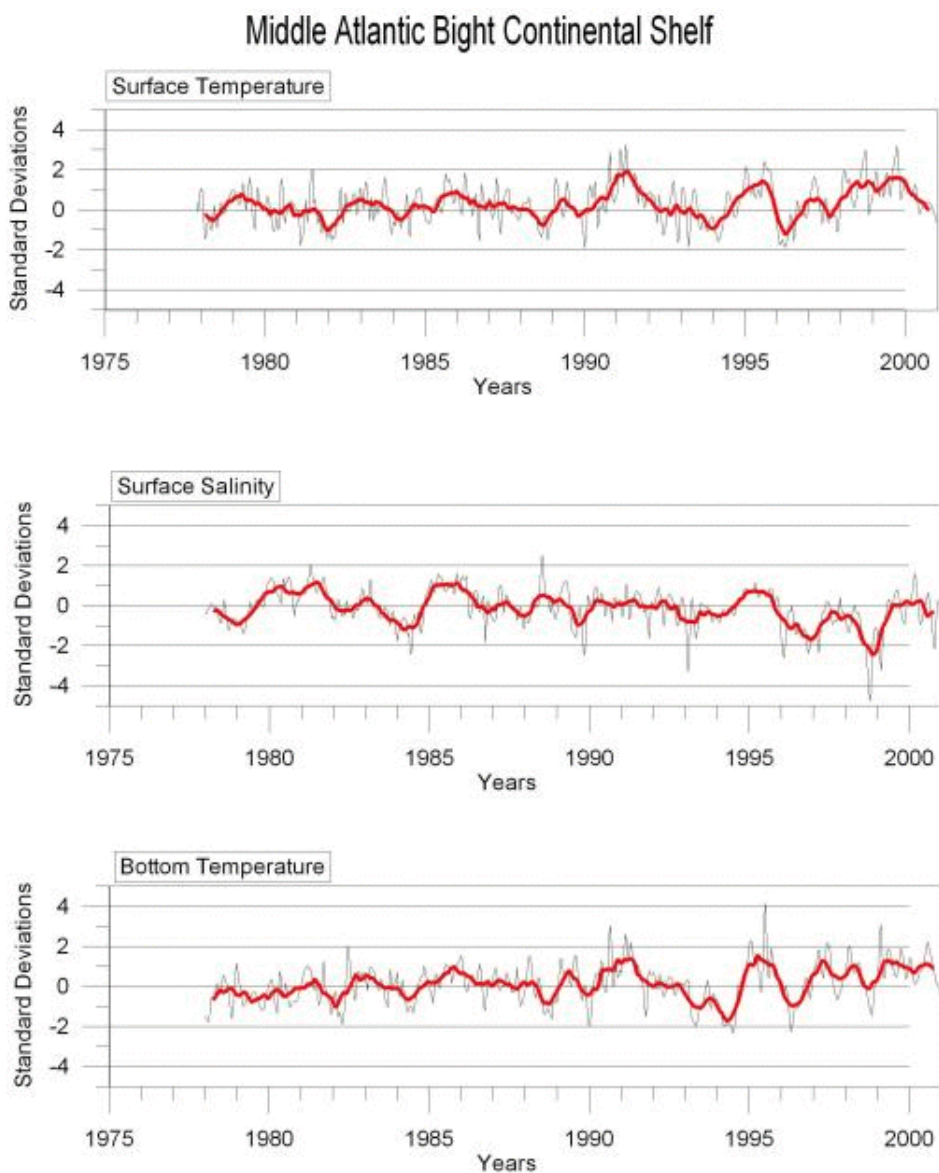 Middle Atlantic Bight Continental Shelf
Surface Temperature
Standard Deviations
4
2
0
-2
-4
1975 1980 1985 1990 1995 2000
Years
Surface Salinity
Standard Deviations
4
2
0
-2
-4
1975 1980 1985 1990 1995 2000
Years
Bottom Temperature
Standard Deviations
4
2
0
-2
-4
1975 1980 1985 1990 1995 2000
Years